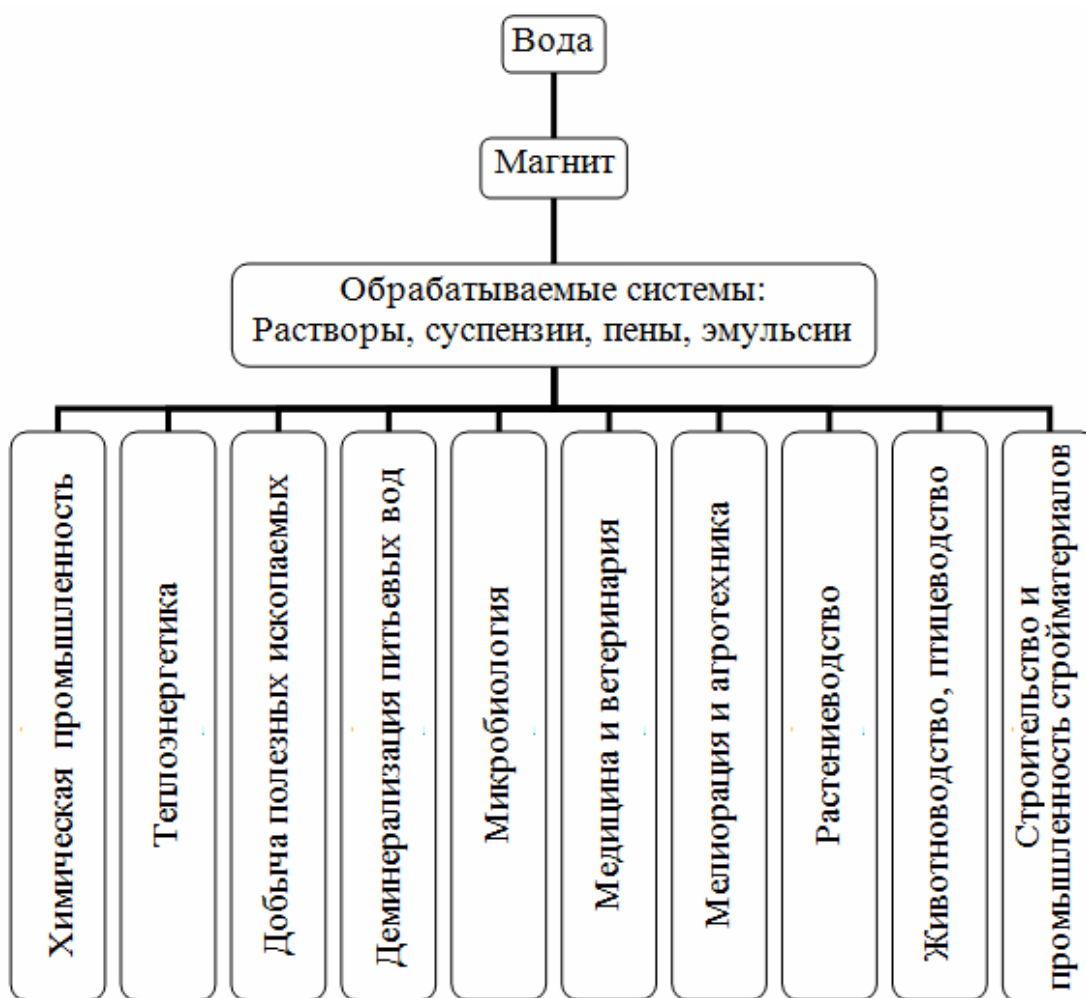 Вода
Магнит
Обрабатываемые системы:
Растворы, суспензии, пены, эмульсии
Химическая промышленность
Теплоэнергетика
Добыча полезных ископаемых
Деминерализация питьевых вод
Микробиология
Медицина и ветеринария
Мелиорация и агротехника
Растениеводство
Животноводство, птицеводство
Строительство и
промышленность стройматериалов